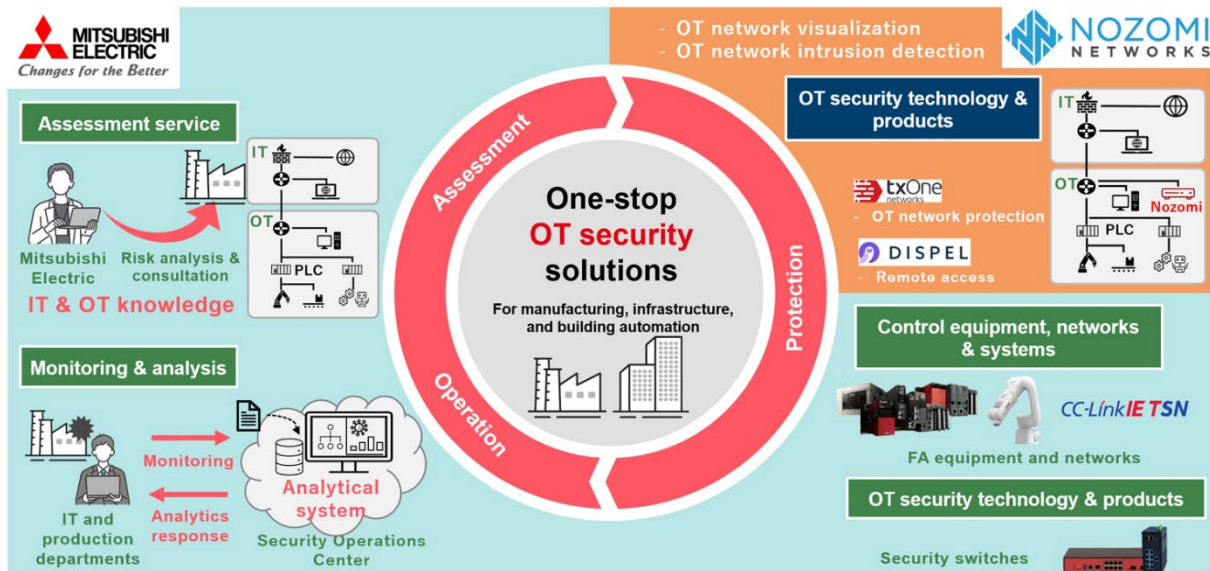 MITSUBISHI
ELECTRIC
Changes for the Better
- OT network visualization
- OT network intrusion detection
NOZOMI
NETWORKS
Assessment service
IT
OT
PLC
Mitsubishi
Electric
Risk analysis &
consultation
IT & OT knowledge
Monitoring & analysis
Monitoring
Analytics
response
IT and
production
departments
Analytical
system
Security Operations
Center
Assessment
Protection
Operation
One-stop
OT security
solutions
For manufacturing, infrastructure,
and building automation
OT security technology &
products
txOne
networks
- OT network protection
DISPEL
- Remote access
IT
OT
Nozomi
PLC
Control equipment, networks
& systems
CC-Link IE TSN
FA equipment and networks
OT security technology & products
Security switches